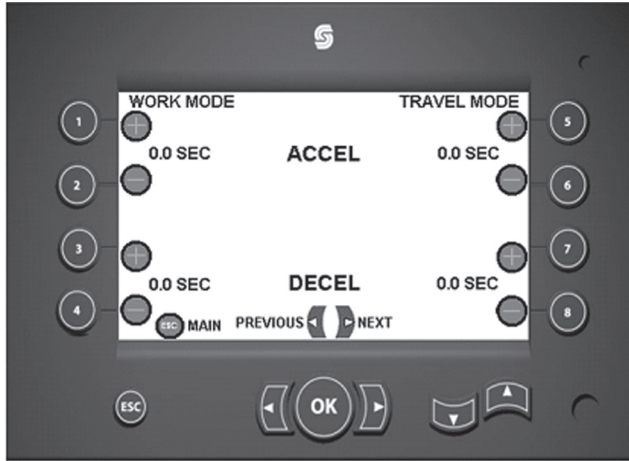 WORK MODE TRAVEL MODE
1 5
0.0 SEC ACCEL 0.0 SEC
2 6
3 7
0.0 SEC DECEL 0.0 SEC
4 8
ESC MAIN PREVIOUS NEXT
ESC OK